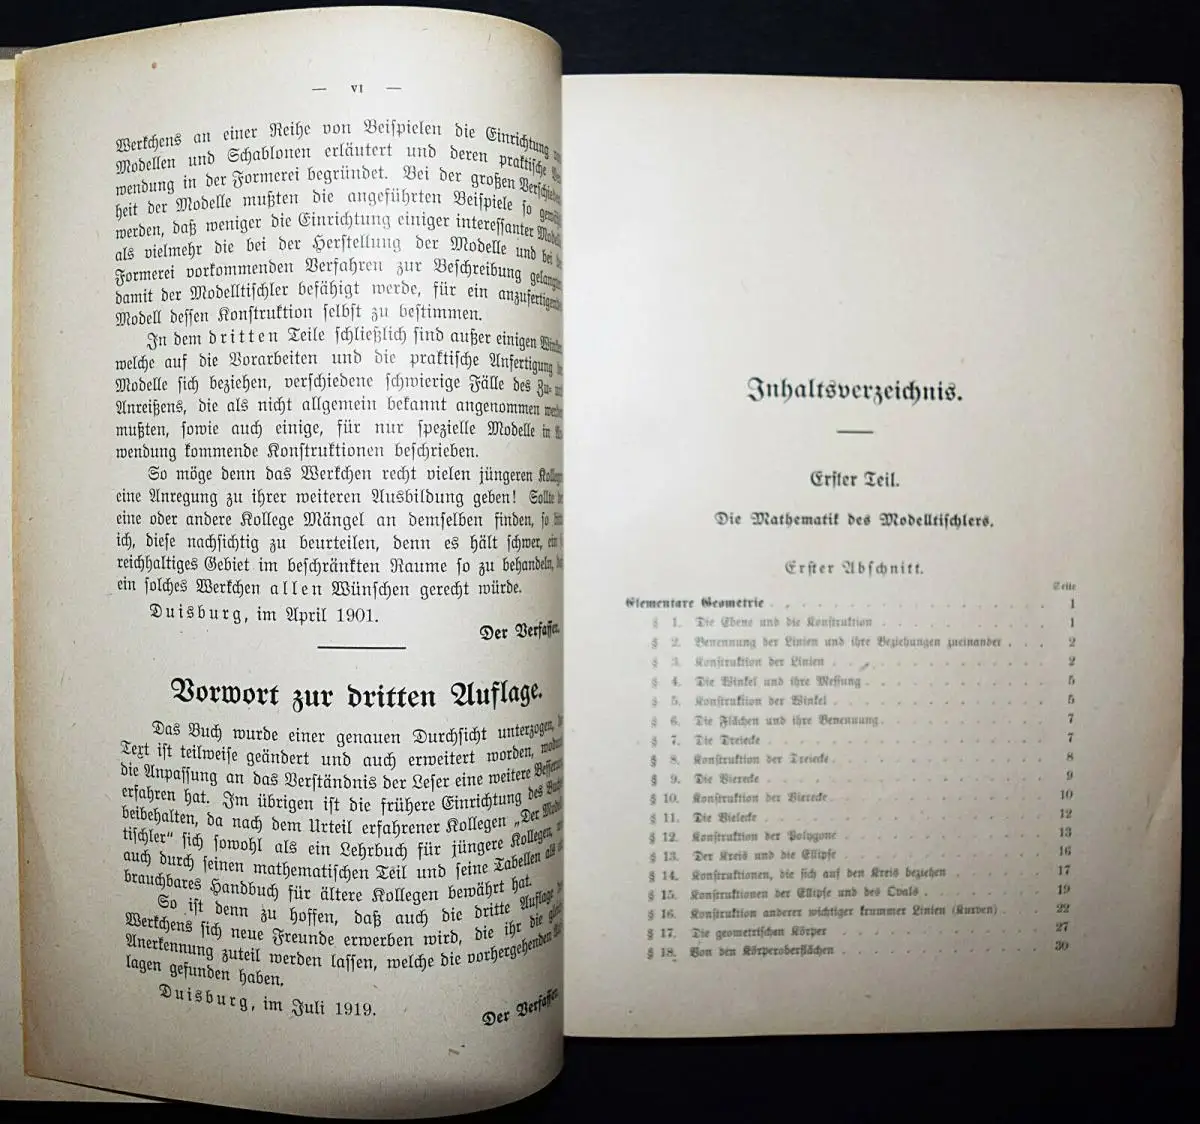 — VI —
Werkchens an einer Reihe von Beiſpielen die Einrichtung von
Modellen und Schablonen erläutert und deren praktiſche
wendung in der Formerei begründet. Bei der großen Verſchieden
heit der Modelle mußten die angeführten Beiſpiele ſo gewählt
werden, daß weniger die Einrichtung einiger intereſſanter Modelle
als vielmehr die bei der Herſtellung der Modelle und bei
Formerei vorkommenden Verfahren zur Beſchreibung gelangten
damit der Modelltiſchler befähigt werde, für ein anzufertigendes
Modell deſſen Konſtruktion ſelbſt zu beſtimmen.
In dem dritten Teile ſchließlich ſind außer einigen
welche auf die Vorarbeiten und die praktiſche Anfertigung
Modelle ſich beziehen, verſchiedene ſchwierige Fälle des Zu-
Anreißens, die als nicht allgemein bekannt angenommen werden
mußten, ſowie auch einige, für nur ſpezielle Modelle in
wendung kommende Konſtruktionen beſchrieben.
So möge denn das Werkchen recht vielen jüngeren Kollegen
eine Anregung zu ihrer weiteren Ausbildung geben! Sollte
eine oder andere Kollege Mängel an demſelben finden, ſo
ich, dieſe nachſichtig zu beurteilen, denn es hält ſchwer, ein
reichhaltiges Gebiet im beſchränkten Raume ſo zu behandeln,
ein ſolches Werkchen allen Wünſchen gerecht würde.
Duisburg, im April 1901.
Der Verfaſſer.
Vorwort zur dritten Auflage.
Das Buch wurde einer genauen Durchſicht unterzogen,
Text iſt teilweiſe geändert und auch erweitert worden, wodurch
die Anpaſſung an das Verſtändnis der Leſer eine weitere
erfahren hat. Im übrigen iſt die frühere Einrichtung des Buches
beibehalten, da nach dem Urteil erfahrener Kollegen „Der Modell
tiſchler“ ſich ſowohl als ein Lehrbuch für jüngere Kollegen,
auch durch ſeinen mathematiſchen Teil und ſeine Tabellen als
brauchbares Handbuch für ältere Kollegen bewährt hat.
So iſt denn zu hoffen, daß auch die dritte Auflage
Werkchens ſich neue Freunde erwerben wird, die ihr die
Anerkennung zuteil werden laſſen, welche die vorhergehenden
lagen gefunden haben.
Duisburg, im Juli 1919.
Der Verfaſſer.
Inhaltsverzeichnis.
Erſter Teil.
Die Mathematik des Modelltiſchlers.
Erſter Abſchnitt.
Seite
Elementare Geometrie 1
§ 1. Die Ebene und die Konſtruktion 1
§ 2. Benennung der Linien und ihre Beziehungen zueinander 2
§ 3. Konſtruktion der Linien 2
§ 4. Die Winkel und ihre Meſſung 5
§ 5. Konſtruktion der Winkel 5
§ 6. Die Flächen und ihre Benennung 7
§ 7. Die Dreiecke 7
§ 8. Konſtruktion der Dreiecke 8
§ 9. Die Vierecke 9
§ 10. Konſtruktion der Vierecke 10
§ 11. Die Vielecke 12
§ 12. Konſtruktion der Polygone 13
§ 13. Der Kreis und die Ellipſe 16
§ 14. Konſtruktionen, die ſich auf den Kreis beziehen 17
§ 15. Konſtruktionen der Ellipſe und des Ovals 19
§ 16. Konſtruktion anderer wichtiger krummer Linien (Kurven) 22
§ 17. Die geometriſchen Körper 27
§ 18. Von den Körperoberflächen 30